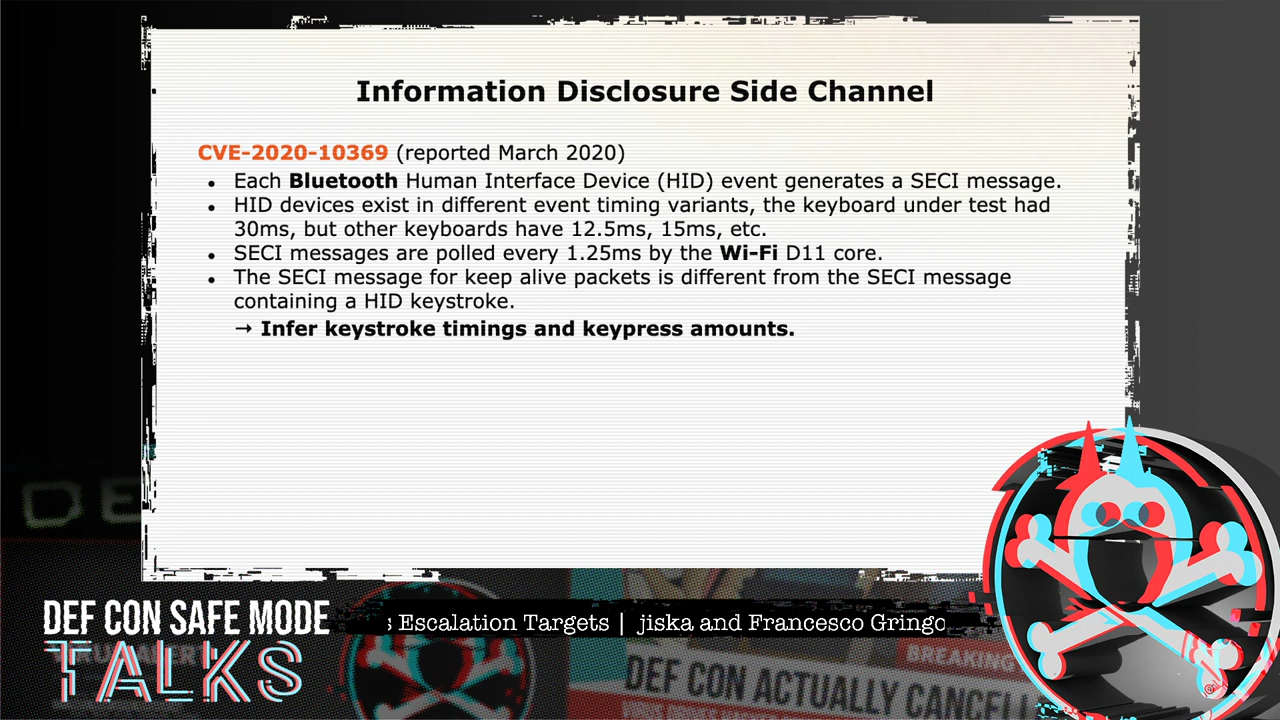 Information Disclosure Side Channel
CVE-2020-10369 (reported March 2020)
• Each Bluetooth Human Interface Device (HID) event generates a SECI message.
• HID devices exist in different event timing variants, the keyboard under test had
30ms, but other keyboards have 12.5ms, 15ms, etc.
• SECI messages are polled every 1.25ms by the Wi-Fi D11 core.
• The SECI message for keep alive packets is different from the SECI message
containing a HID keystroke.
→ Infer keystroke timings and keypress amounts.
DE
DEF CON SAFE MODE
TALKS
s Escalation Targets | jiska and Francesco Gringo
BREAKING
DEF CON ACTUALLY CANCELL